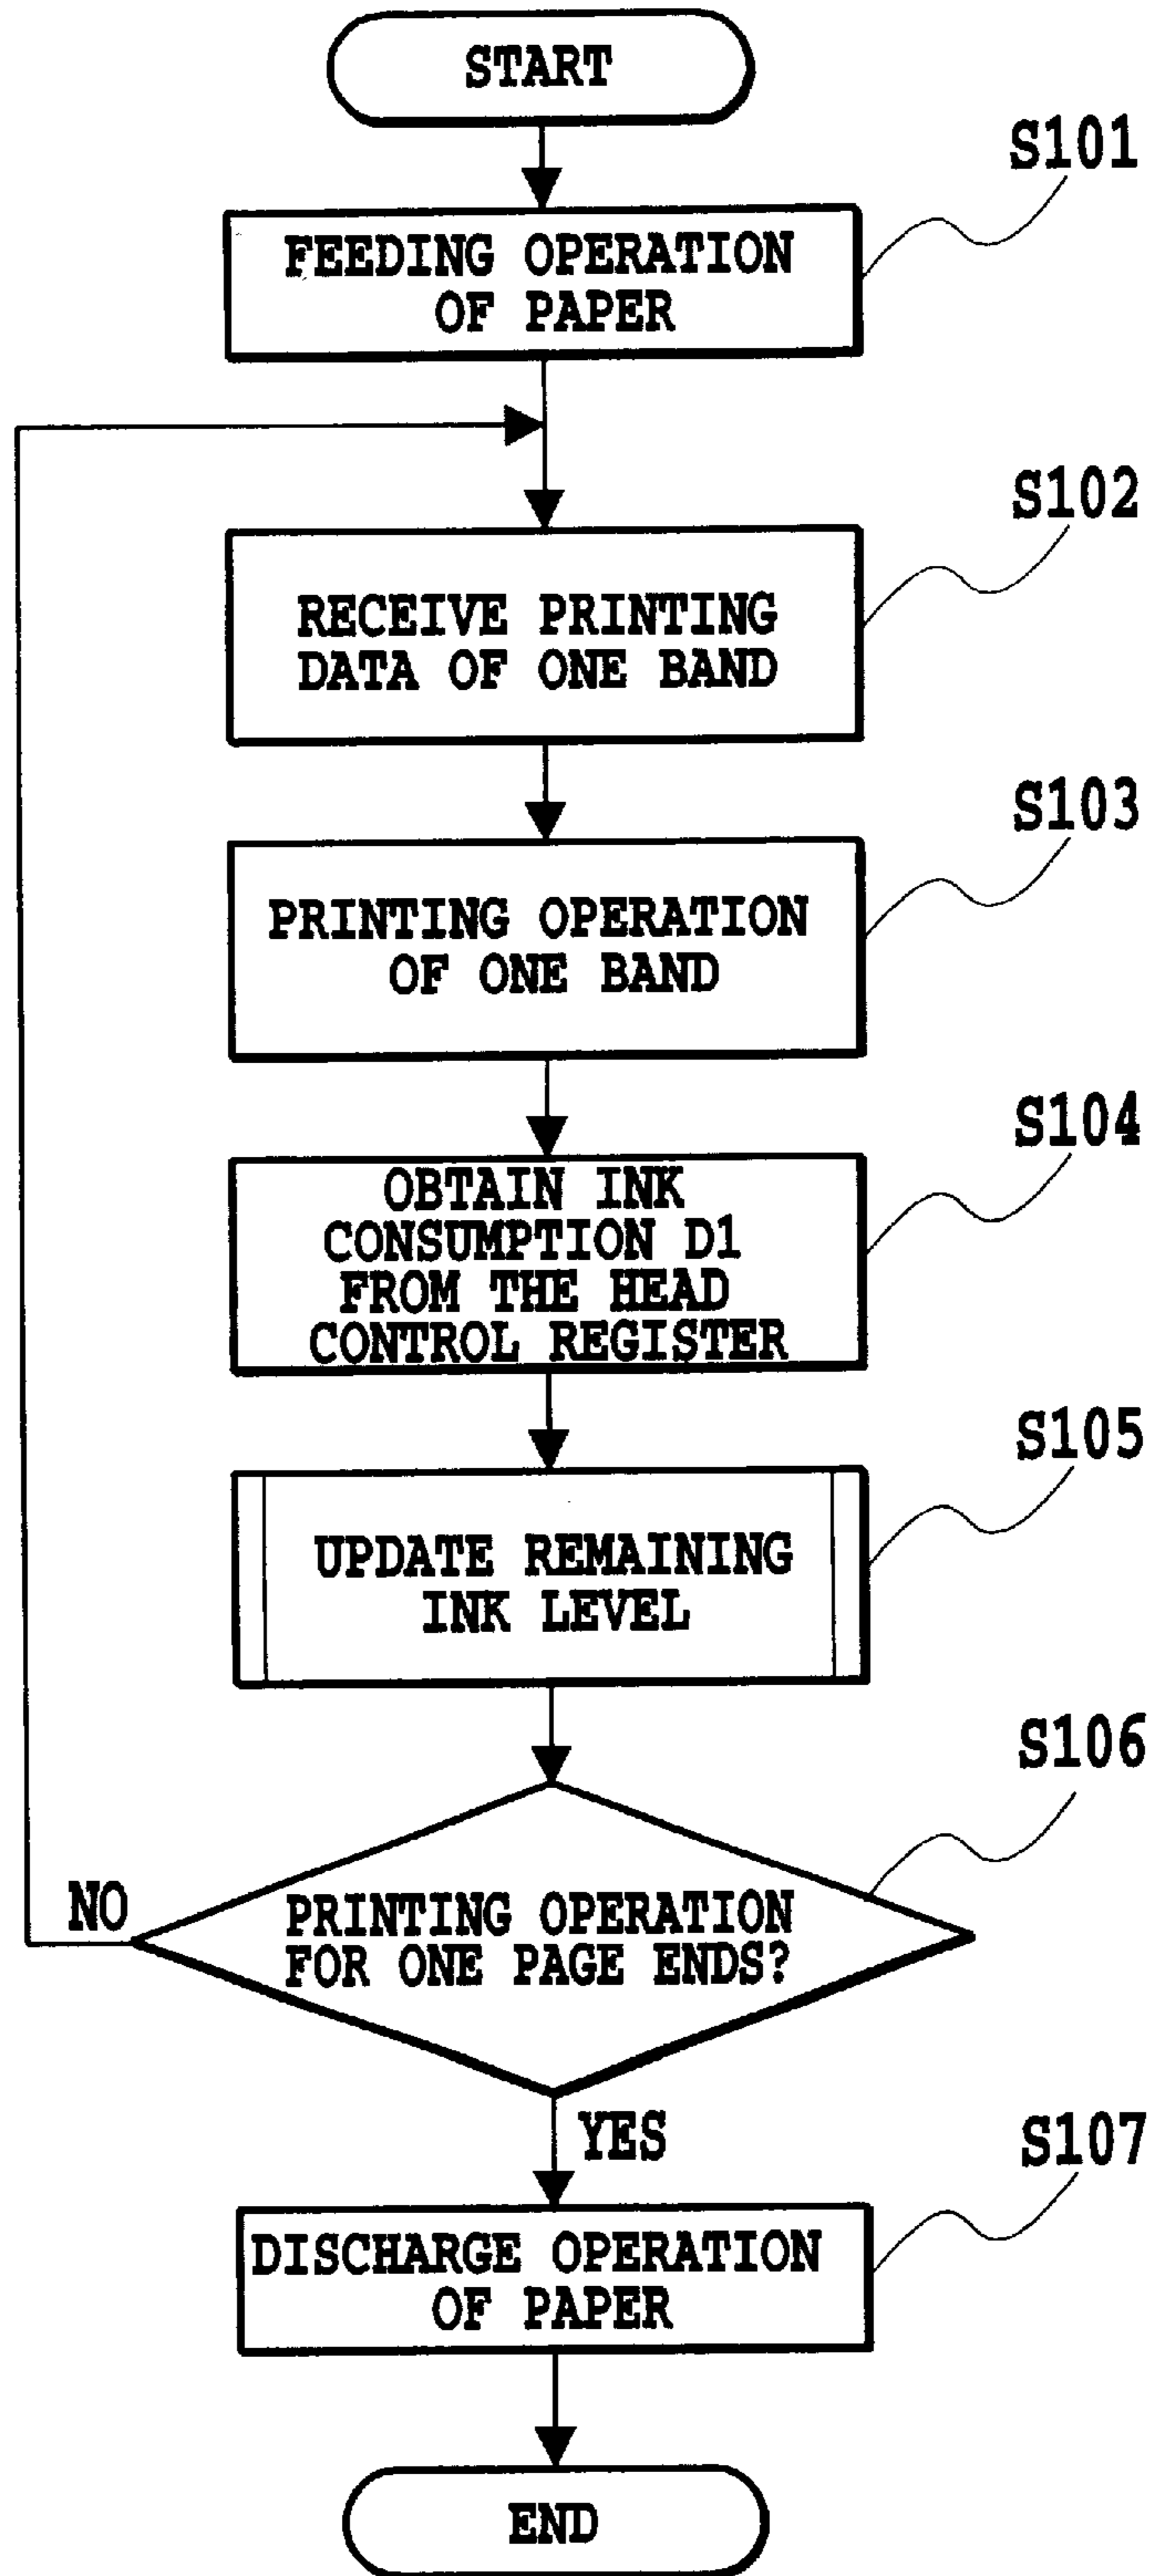 START
S101
FEEDING OPERATION
OF PAPER
S102
RECEIVE PRINTING
DATA OF ONE BAND
S103
PRINTING OPERATION
OF ONE BAND
S104
OBTAIN INK
CONSUMPTION D1
FROM THE HEAD
CONTROL REGISTER
S105
UPDATE REMAINING
INK LEVEL
S106
NO
PRINTING OPERATION
FOR ONE PAGE ENDS?
YES
S107
DISCHARGE OPERATION
OF PAPER
END